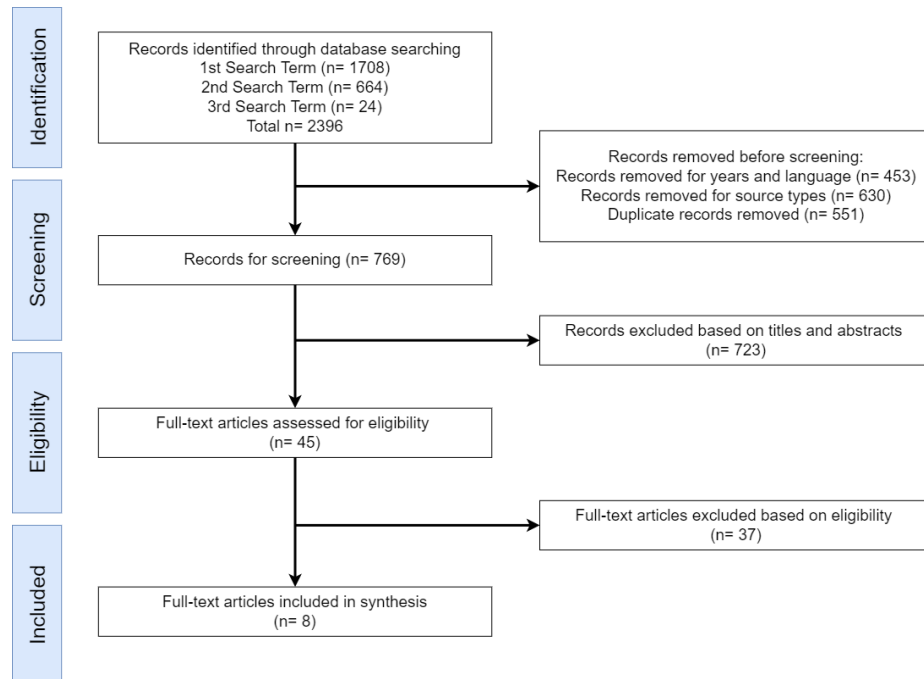 Identification
Records identified through database searching
1st Search Term (n= 1708)
2nd Search Term (n= 664)
3rd Search Term (n= 24)
Total n= 2396
Records removed before screening:
Records removed for years and language (n= 453)
Records removed for source types (n= 630)
Duplicate records removed (n= 551)
Screening
Records for screening (n= 769)
Records excluded based on titles and abstracts
(n= 723)
Eligibility
Full-text articles assessed for eligibility
(n= 45)
Full-text articles excluded based on eligibility
(n= 37)
Included
Full-text articles included in synthesis
(n= 8)